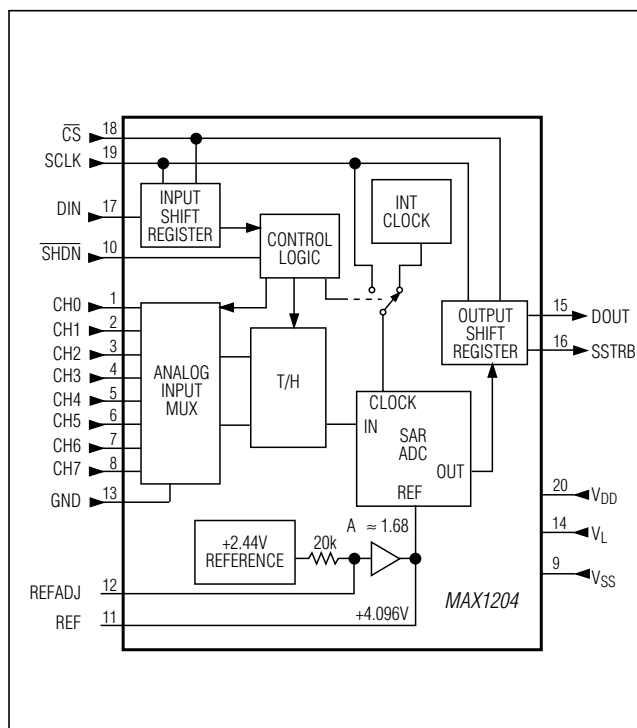 CS 18
SCLK 19
DIN 17
SHDN 10
CH0 1
CH1 2
CH2 3
CH3 4
CH4 5
CH5 6
CH6 7
CH7 8
GND 13
REFADJ 12
REF 11
INPUT
SHIFT
REGISTER
CONTROL
LOGIC
INT
CLOCK
ANALOG
INPUT
MUX
T/H
CLOCK
IN
SAR
ADC
OUT
REF
OUTPUT
SHIFT
REGISTER
15 DOUT
16 SSTRB
20 VDD
14 VL
9 VSS
+2.44V
REFERENCE
20k
A ≈ 1.68
+4.096V
MAX1204